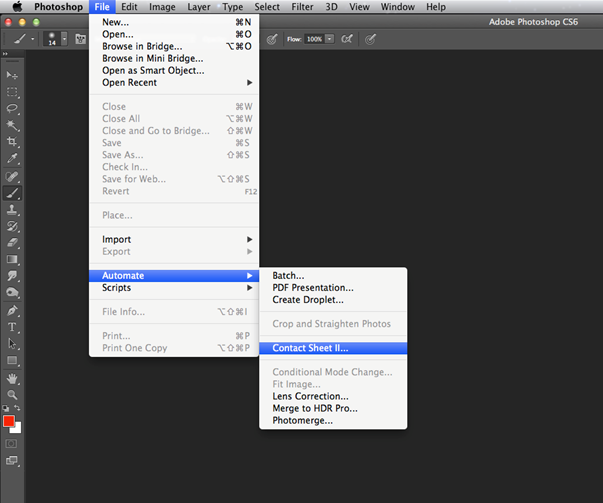 Photoshop File Edit Image Layer Type Select Filter 3D View Window Help
Adobe Photoshop CS6
14
Flow: 100%
New... ⌘N
Open... ⌘O
Browse in Bridge... ⌥⌘O
Browse in Mini Bridge...
Open as Smart Object...
Open Recent
Close ⌘W
Close All ⌥⌘W
Close and Go to Bridge... ⇧⌘W
Save ⌘S
Save As... ⇧⌘S
Check In...
Save for Web... ⌥⇧⌘S
Revert F12
Place...
Import
Export
Automate
Scripts
File Info... ⌥⇧⌘I
Print... ⌘P
Print One Copy ⌥⇧⌘P
Batch...
PDF Presentation...
Create Droplet...
Crop and Straighten Photos
Contact Sheet II...
Conditional Mode Change...
Fit Image...
Lens Correction...
Merge to HDR Pro...
Photomerge...